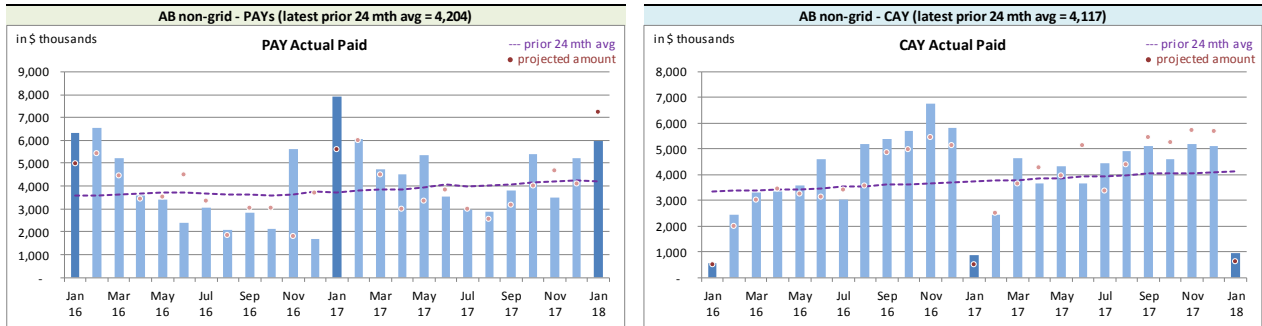 AB non-grid - PAYs (latest prior 24 mth avg = 4,204)
in $ thousands
PAY Actual Paid
--- prior 24 mth avg
• projected amount
9,000
8,000
7,000
6,000
5,000
4,000
3,000
2,000
1,000
-
Jan Mar May Jul Sep Nov Jan Mar May Jul Sep Nov Jan
16 16 16 16 16 16 17 17 17 17 17 17 18
AB non-grid - CAY (latest prior 24 mth avg = 4,117)
in $ thousands
CAY Actual Paid
--- prior 24 mth avg
• projected amount
8,000
7,000
6,000
5,000
4,000
3,000
2,000
1,000
-
Jan Mar May Jul Sep Nov Jan Mar May Jul Sep Nov Jan
16 16 16 16 16 16 17 17 17 17 17 17 18